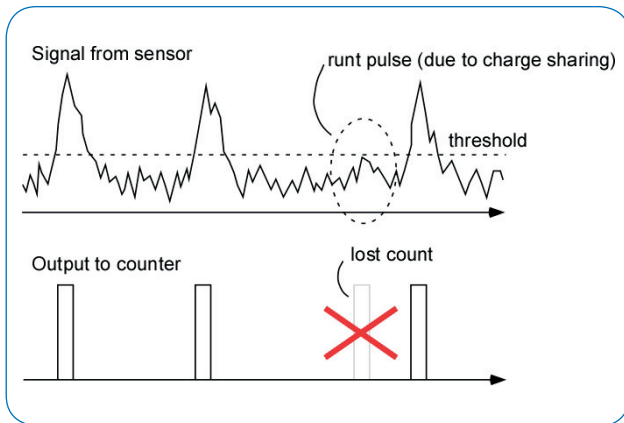 Signal from sensor
runt pulse (due to charge sharing)
threshold
Output to counter
lost count